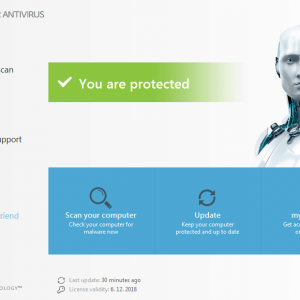 ANTIVIRUS
can
You are protected
upport
Scan your computer
Check your computer for
malware now
Update
Keep your computer
protected and up to date
my
Get acc
o
riend
OLOGY™
Last update: 30 minutes ago
License validity: 6. 12. 2018